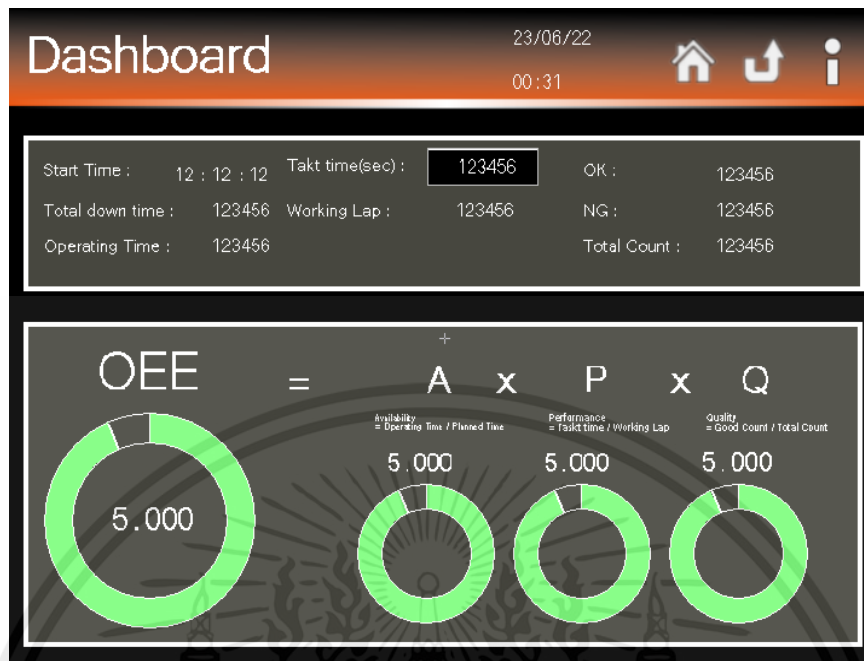 Dashboard
23/06/22
00:31
Start Time : 12 : 12 : 12 Takt time(sec) : 123456 OK : 123456
Total down time : 123456 Working Lap : 123456 NG : 123456
Operating Time : 123456 Total Count : 123456
OEE = A x P x Q
Availability Performance Quality
= Operating Time / Planned Time = Taskt time / Working Lap = Good Count / Total Count
5.000 5.000 5.000
5.000